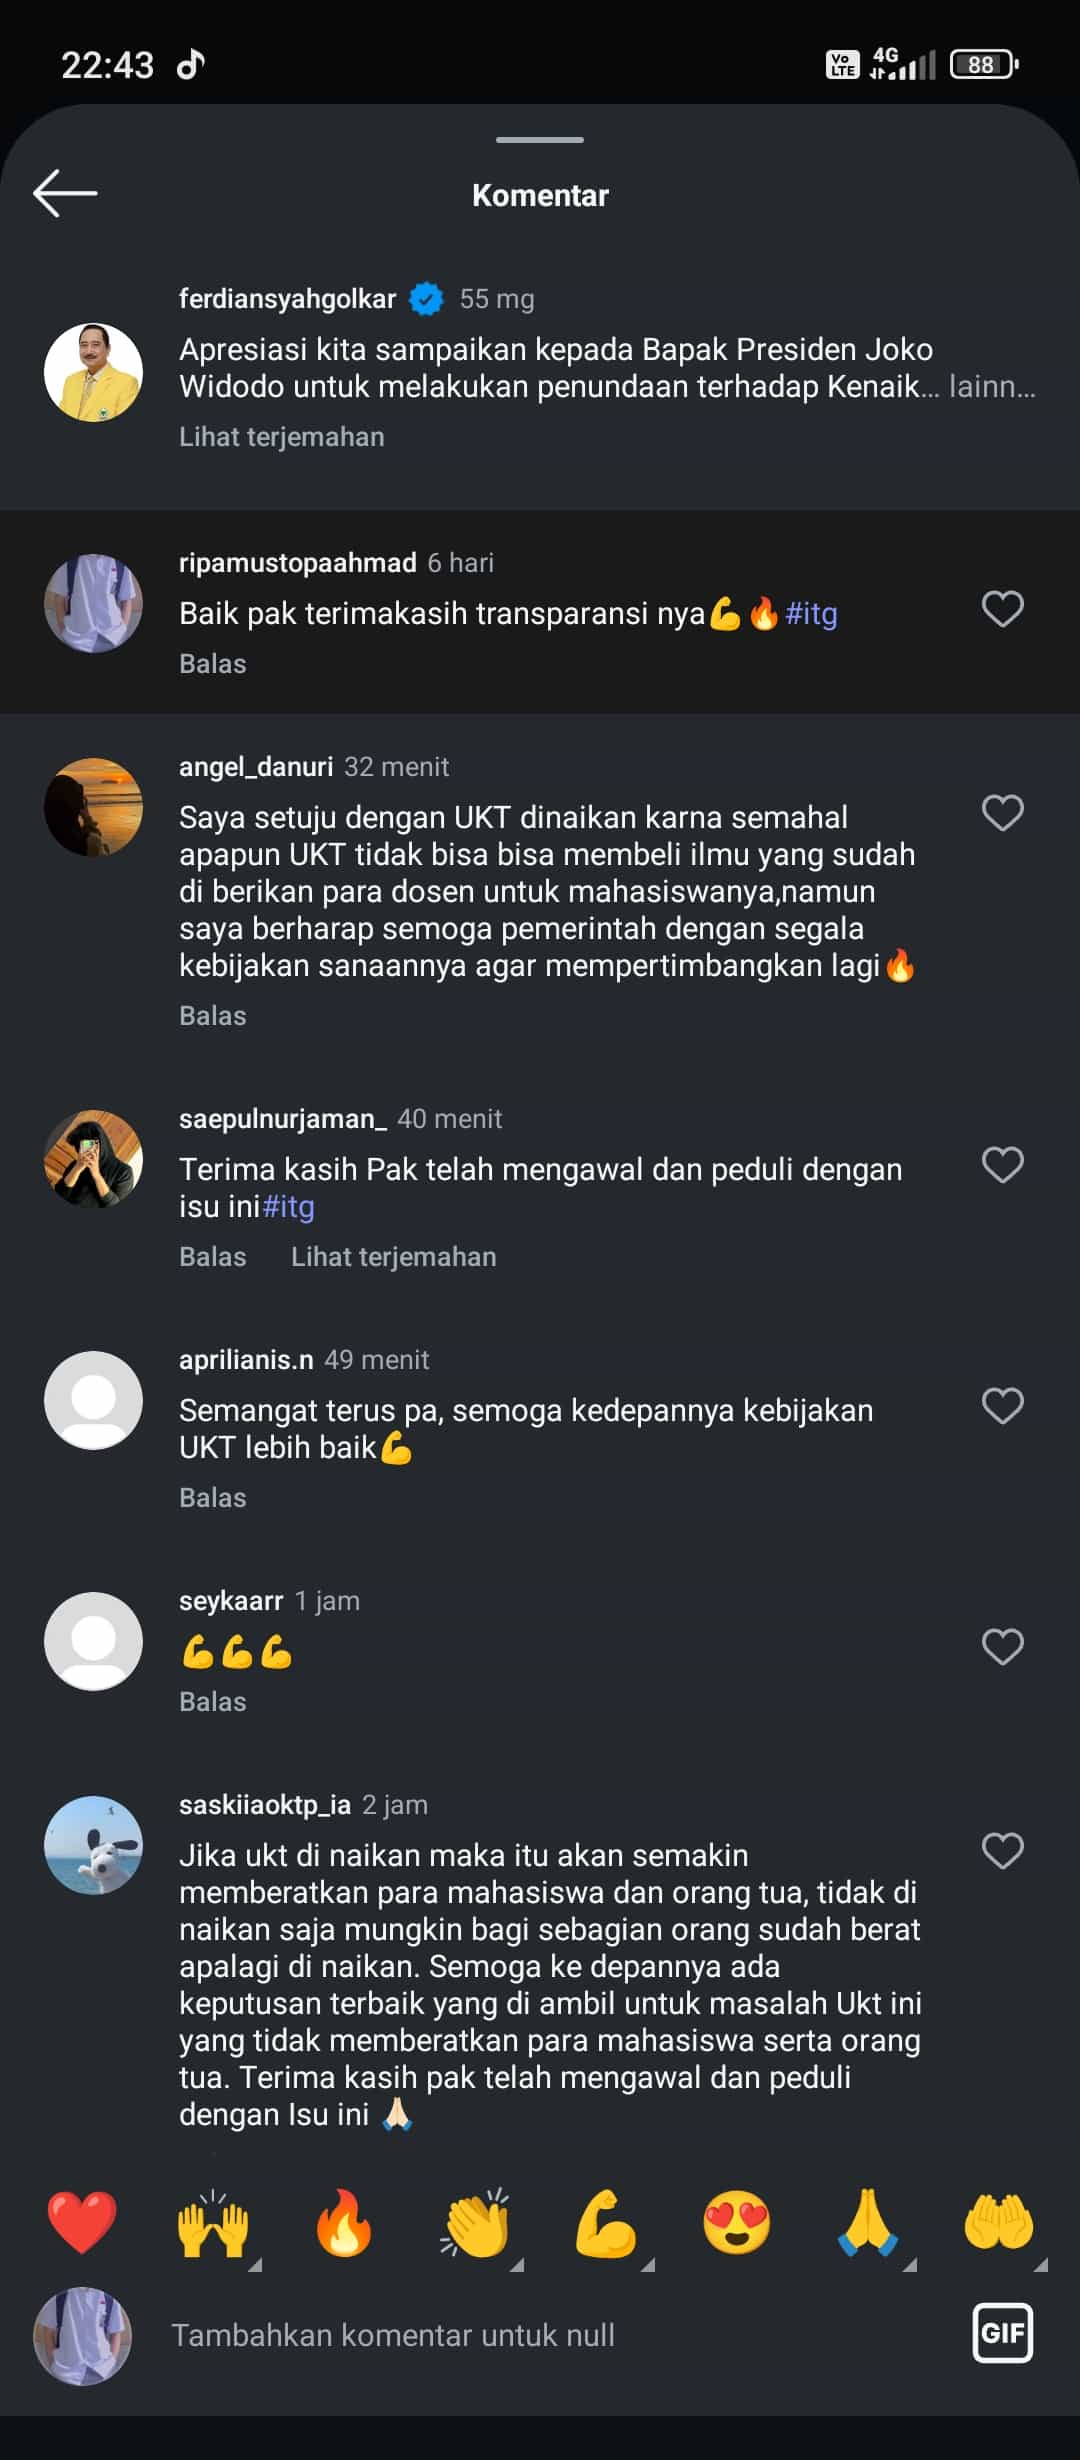 22:43
Vo LTE 4G 88
Komentar
ferdiansyahgolkar 55 mg
Apresiasi kita sampaikan kepada Bapak Presiden Joko
Widodo untuk melakukan penundaan terhadap Kenaik... lainn...
Lihat terjemahan
ripamustopaahmad 6 hari
Baik pak terimakasih transparansi nya💪🔥#itg
Balas
angel_danuri 32 menit
Saya setuju dengan UKT dinaikan karna semahal
apapun UKT tidak bisa bisa membeli ilmu yang sudah
di berikan para dosen untuk mahasiswanya,namun
saya berharap semoga pemerintah dengan segala
kebijakan sanaannya agar mempertimbangkan lagi🔥
Balas
saepulnurjaman_ 40 menit
Terima kasih Pak telah mengawal dan peduli dengan
isu ini#itg
Balas Lihat terjemahan
aprilianis.n 49 menit
Semangat terus pa, semoga kedepannya kebijakan
UKT lebih baik💪
Balas
seykaarr 1 jam
💪💪💪
Balas
saskiiaoktp_ia 2 jam
Jika ukt di naikan maka itu akan semakin
memberatkan para mahasiswa dan orang tua, tidak di
naikan saja mungkin bagi sebagian orang sudah berat
apalagi di naikan. Semoga ke depannya ada
keputusan terbaik yang di ambil untuk masalah Ukt ini
yang tidak memberatkan para mahasiswa serta orang
tua. Terima kasih pak telah mengawal dan peduli
dengan Isu ini 🙏🏻
❤️🙌🔥👏💪😍🙏🤲
Tambahkan komentar untuk null
GIF